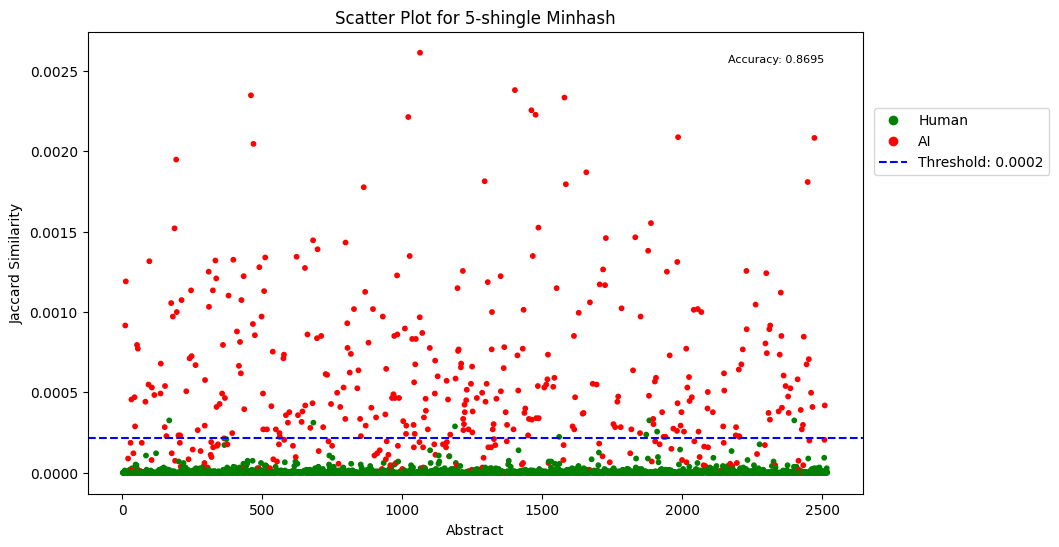 Scatter Plot for 5-shingle Minhash
Accuracy: 0.8695
Human
AI
Threshold: 0.0002
Jaccard Similarity
0.0025
0.0020
0.0015
0.0010
0.0005
0.0000
0
500
1000
1500
2000
2500
Abstract